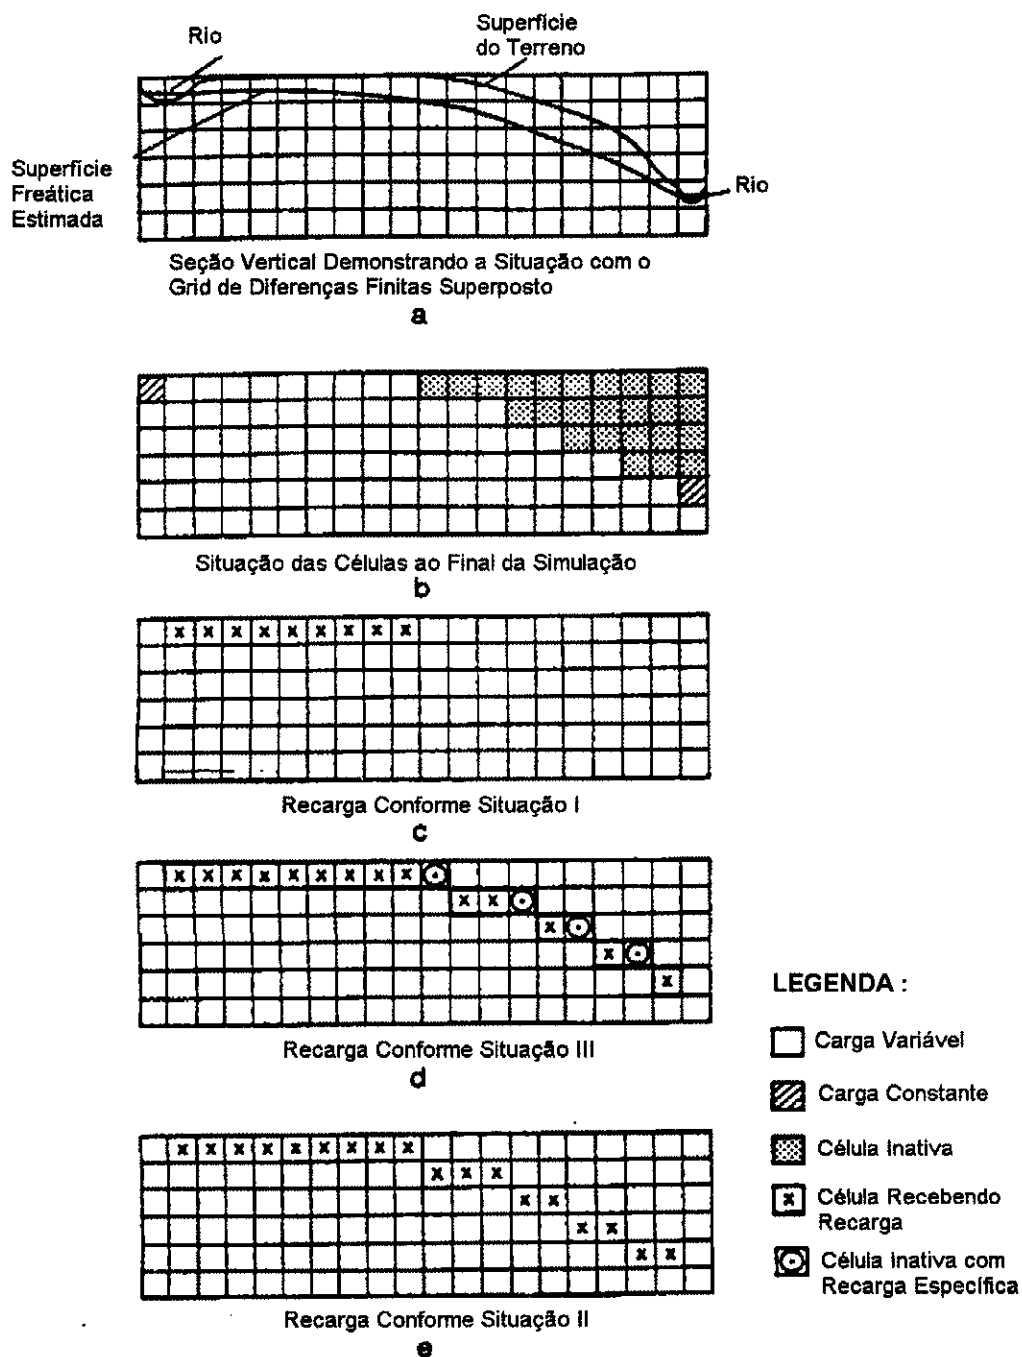 Rio
Superfície
do Terreno
Superfície
Freática
Estimada
Rio
Seção Vertical Demonstrando a Situação com o
Grid de Diferenças Finitas Superposto
a
Situação das Células ao Final da Simulação
b
x x x x x x x x x
Recarga Conforme Situação I
c
x x x x x x x x x
x x
x
x
x
Recarga Conforme Situação III
d
x x x x x x x x x
x x x
x x
x x
x x
Recarga Conforme Situação II
e
LEGENDA :
Carga Variável
Carga Constante
Célula Inativa
x Célula Recebendo
Recarga
Célula Inativa com
Recarga Específica